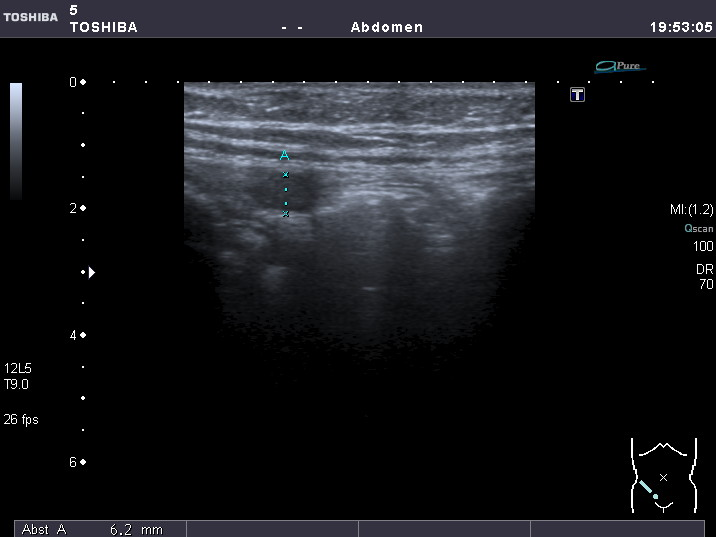 TOSHIBA
5
TOSHIBA - - Abdomen 19:53:05
APure
T
0
A
2
MI:(1.2)
Qscan
100
DR
70
4
12L5
T9.0
26 fps
6
Abst A 6.2 mm